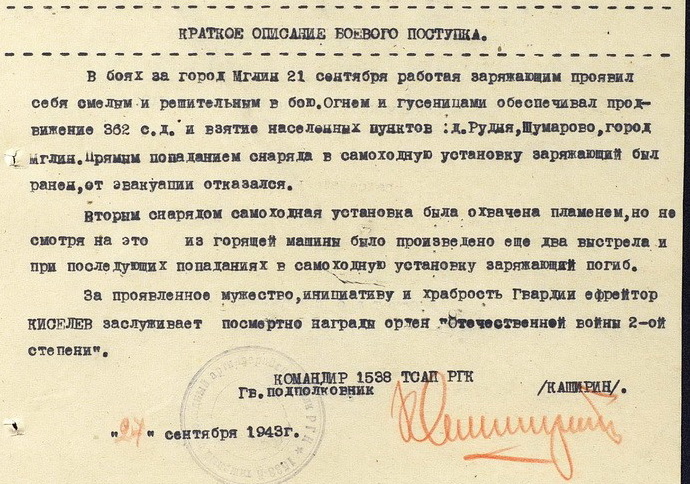 КРАТКОЕ ОПИСАНИЕ БОЕВОГО ПОСТУПКА.
В боях за город Мглин 21 сентября работая заряжающим проявил
себя смелым и решительным в бою.Огнем и гусеницами обеспечивал прод-
вижение 362 с.д. и взятие населенных пунктов :д.Рудня,Шумарово,город
Мглин.Прямым попаданием снаряда в самоходную установку заряжающий был
ранен,от эвакуации отказался.
Вторым снарядом самоходная установка была охвачена пламенем,но не
смотря на это из горящей машины было произведено еще два выстрела и
при последующих попаданиях в самоходную установку заряжающий погиб.
За проявленное мужество,инициативу и храбрость Гвардии ефрейтор
КИСЕЛЕВ заслуживает посмертно награды орден "Отечественной войны 2-ой
степени".
КОМАНДИР 1538 ТСАП РГК
Гв.подполковник /КАШИРИН/.
"27" сентября 1943г.